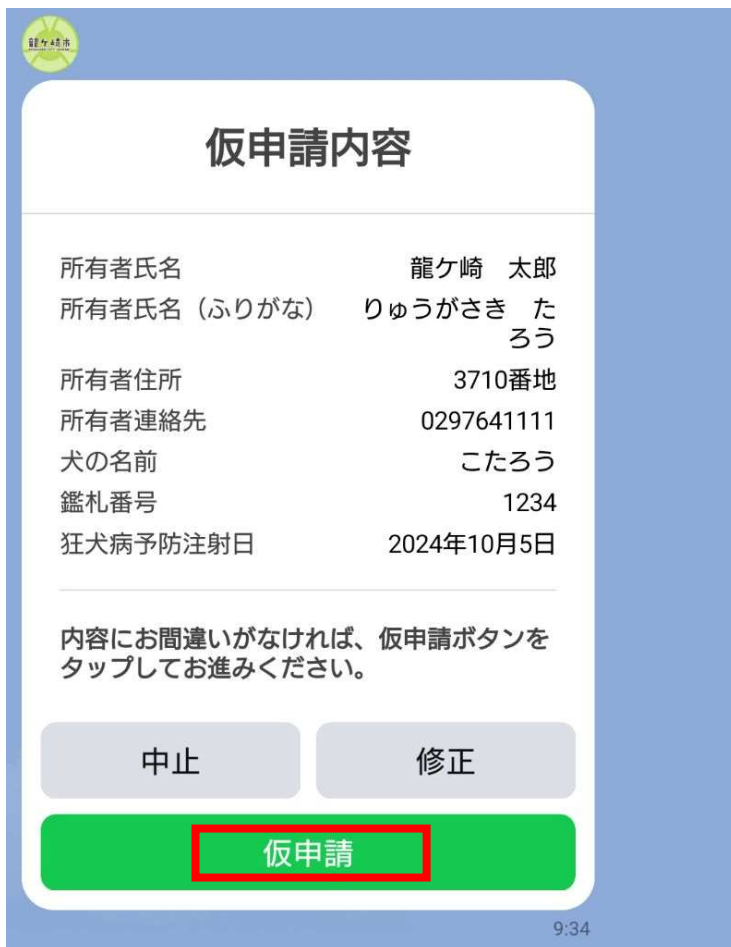 龍ケ崎市
仮申請内容
所有者氏名 龍ケ崎 太郎
所有者氏名（ふりがな） りゅうがさき た
ろう
所有者住所 3710番地
所有者連絡先 0297641111
犬の名前 こたろう
鑑札番号 1234
狂犬病予防注射日 2024年10月5日
内容にお間違いがなければ、仮申請ボタンを
タップしてお進みください。
中止 修正
仮申請
9:34